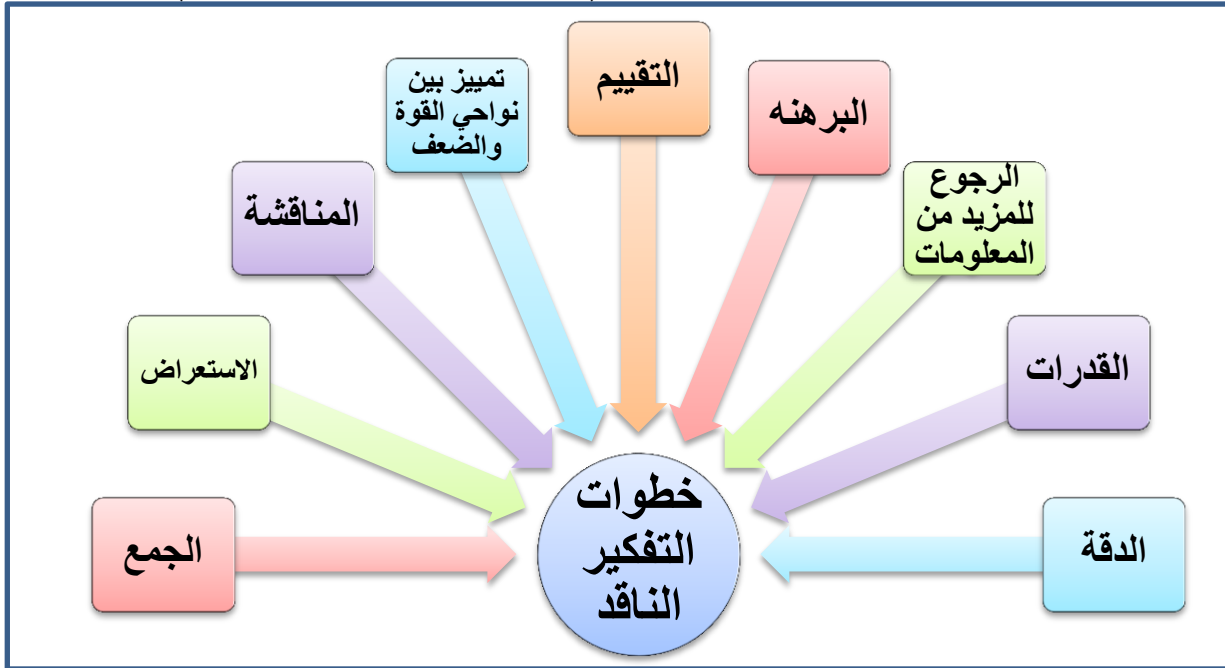 التقييم
البرهنه
تمييز بين
نواحي القوة
والضعف
الرجوع
للمزيد من
المعلومات
المناقشة
القدرات
الاستعراض
الدقة
الجمع
خطوات
التفكير
الناقد